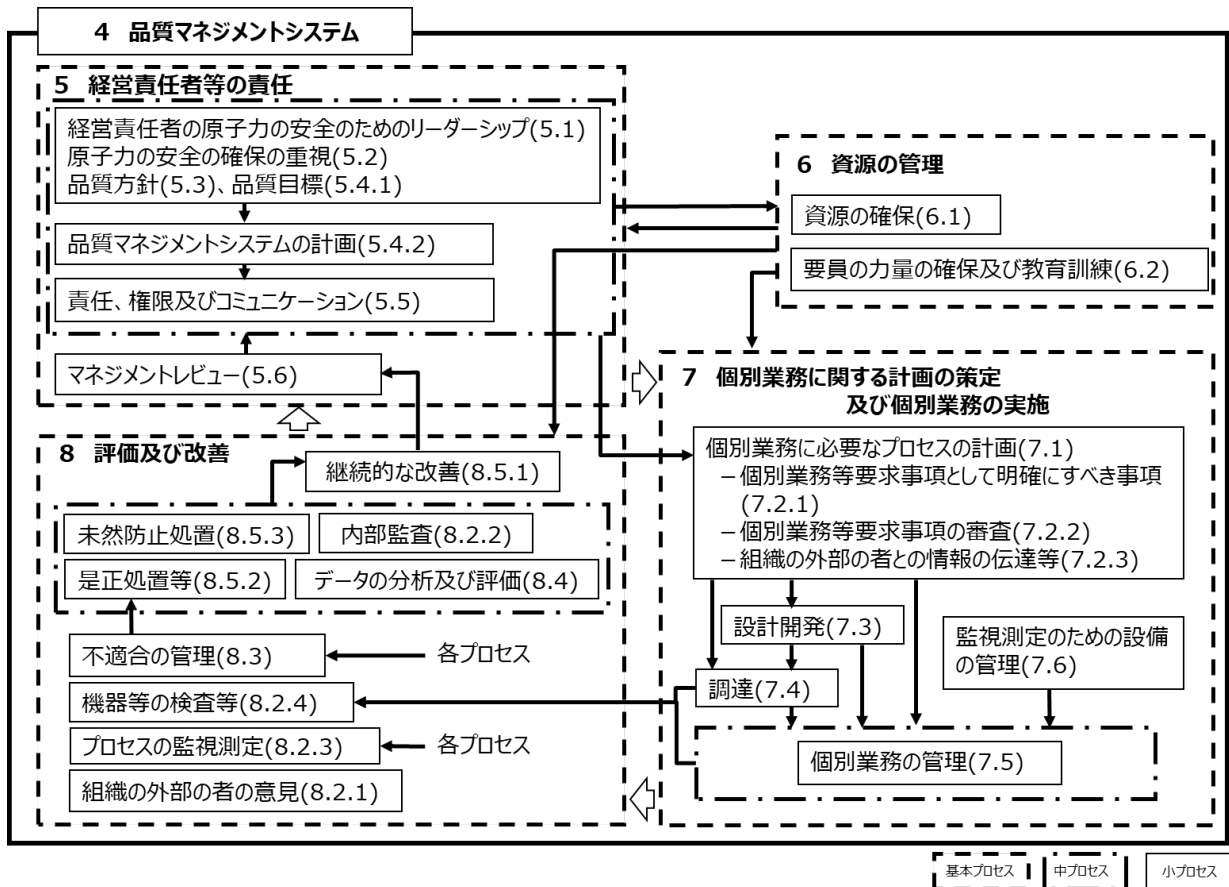 4 品質マネジメントシステム
5 経営責任者等の責任
経営責任者の原子力の安全のためのリーダーシップ(5.1)
原子力の安全の確保の重視(5.2)
品質方針(5.3)、品質目標(5.4.1)
品質マネジメントシステムの計画(5.4.2)
責任、権限及びコミュニケーション(5.5)
マネジメントレビュー(5.6)
6 資源の管理
資源の確保(6.1)
要員の力量の確保及び教育訓練(6.2)
7 個別業務に関する計画の策定
及び個別業務の実施
個別業務に必要なプロセスの計画(7.1)
－個別業務等要求事項として明確にすべき事項
(7.2.1)
－個別業務等要求事項の審査(7.2.2)
－組織の外部の者との情報の伝達等(7.2.3)
設計開発(7.3)
監視測定のための設備
の管理(7.6)
調達(7.4)
個別業務の管理(7.5)
8 評価及び改善
継続的な改善(8.5.1)
未然防止処置(8.5.3)
内部監査(8.2.2)
是正処置等(8.5.2)
データの分析及び評価(8.4)
不適合の管理(8.3)
各プロセス
機器等の検査等(8.2.4)
プロセスの監視測定(8.2.3)
各プロセス
組織の外部の者の意見(8.2.1)
基本プロセス
中プロセス
小プロセス